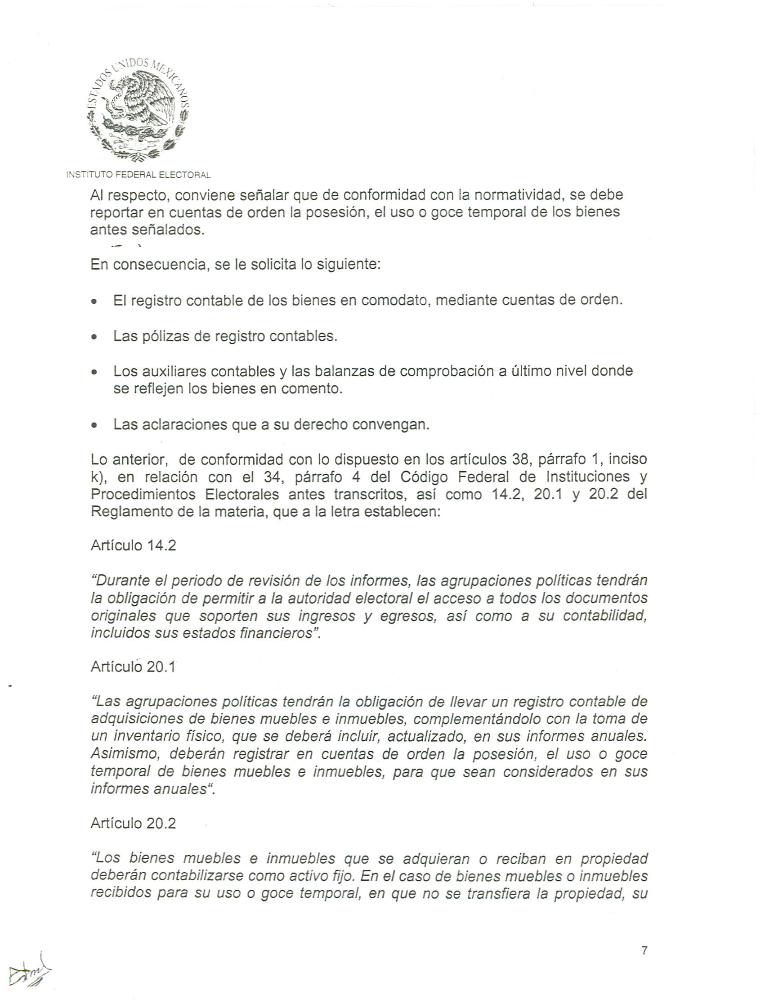 ESTADOS UNIDOS MEXICANOS
INSTITUTO FEDERAL ELECTORAL
Al respecto, conviene señalar que de conformidad con la normatividad, se debe
reportar en cuentas de orden la posesión, el uso o goce temporal de los bienes
antes señalados.
En consecuencia, se le solicita lo siguiente:
• El registro contable de los bienes en comodato, mediante cuentas de orden.
• Las pólizas de registro contables.
• Los auxiliares contables y las balanzas de comprobación a último nivel donde
se reflejen los bienes en comento.
• Las aclaraciones que a su derecho convengan.
Lo anterior, de conformidad con lo dispuesto en los artículos 38, párrafo 1, inciso
k), en relación con el 34, párrafo 4 del Código Federal de Instituciones y
Procedimientos Electorales antes transcritos, así como 14.2, 20.1 y 20.2 del
Reglamento de la materia, que a la letra establecen:
Artículo 14.2
“Durante el periodo de revisión de los informes, las agrupaciones políticas tendrán
la obligación de permitir a la autoridad electoral el acceso a todos los documentos
originales que soporten sus ingresos y egresos, así como a su contabilidad,
incluidos sus estados financieros”.
Artículo 20.1
“Las agrupaciones políticas tendrán la obligación de llevar un registro contable de
adquisiciones de bienes muebles e inmuebles, complementándolo con la toma de
un inventario físico, que se deberá incluir, actualizado, en sus informes anuales.
Asimismo, deberán registrar en cuentas de orden la posesión, el uso o goce
temporal de bienes muebles e inmuebles, para que sean considerados en sus
informes anuales“.
Artículo 20.2
“Los bienes muebles e inmuebles que se adquieran o reciban en propiedad
deberán contabilizarse como activo fijo. En el caso de bienes muebles o inmuebles
recibidos para su uso o goce temporal, en que no se transfiera la propiedad, su
7